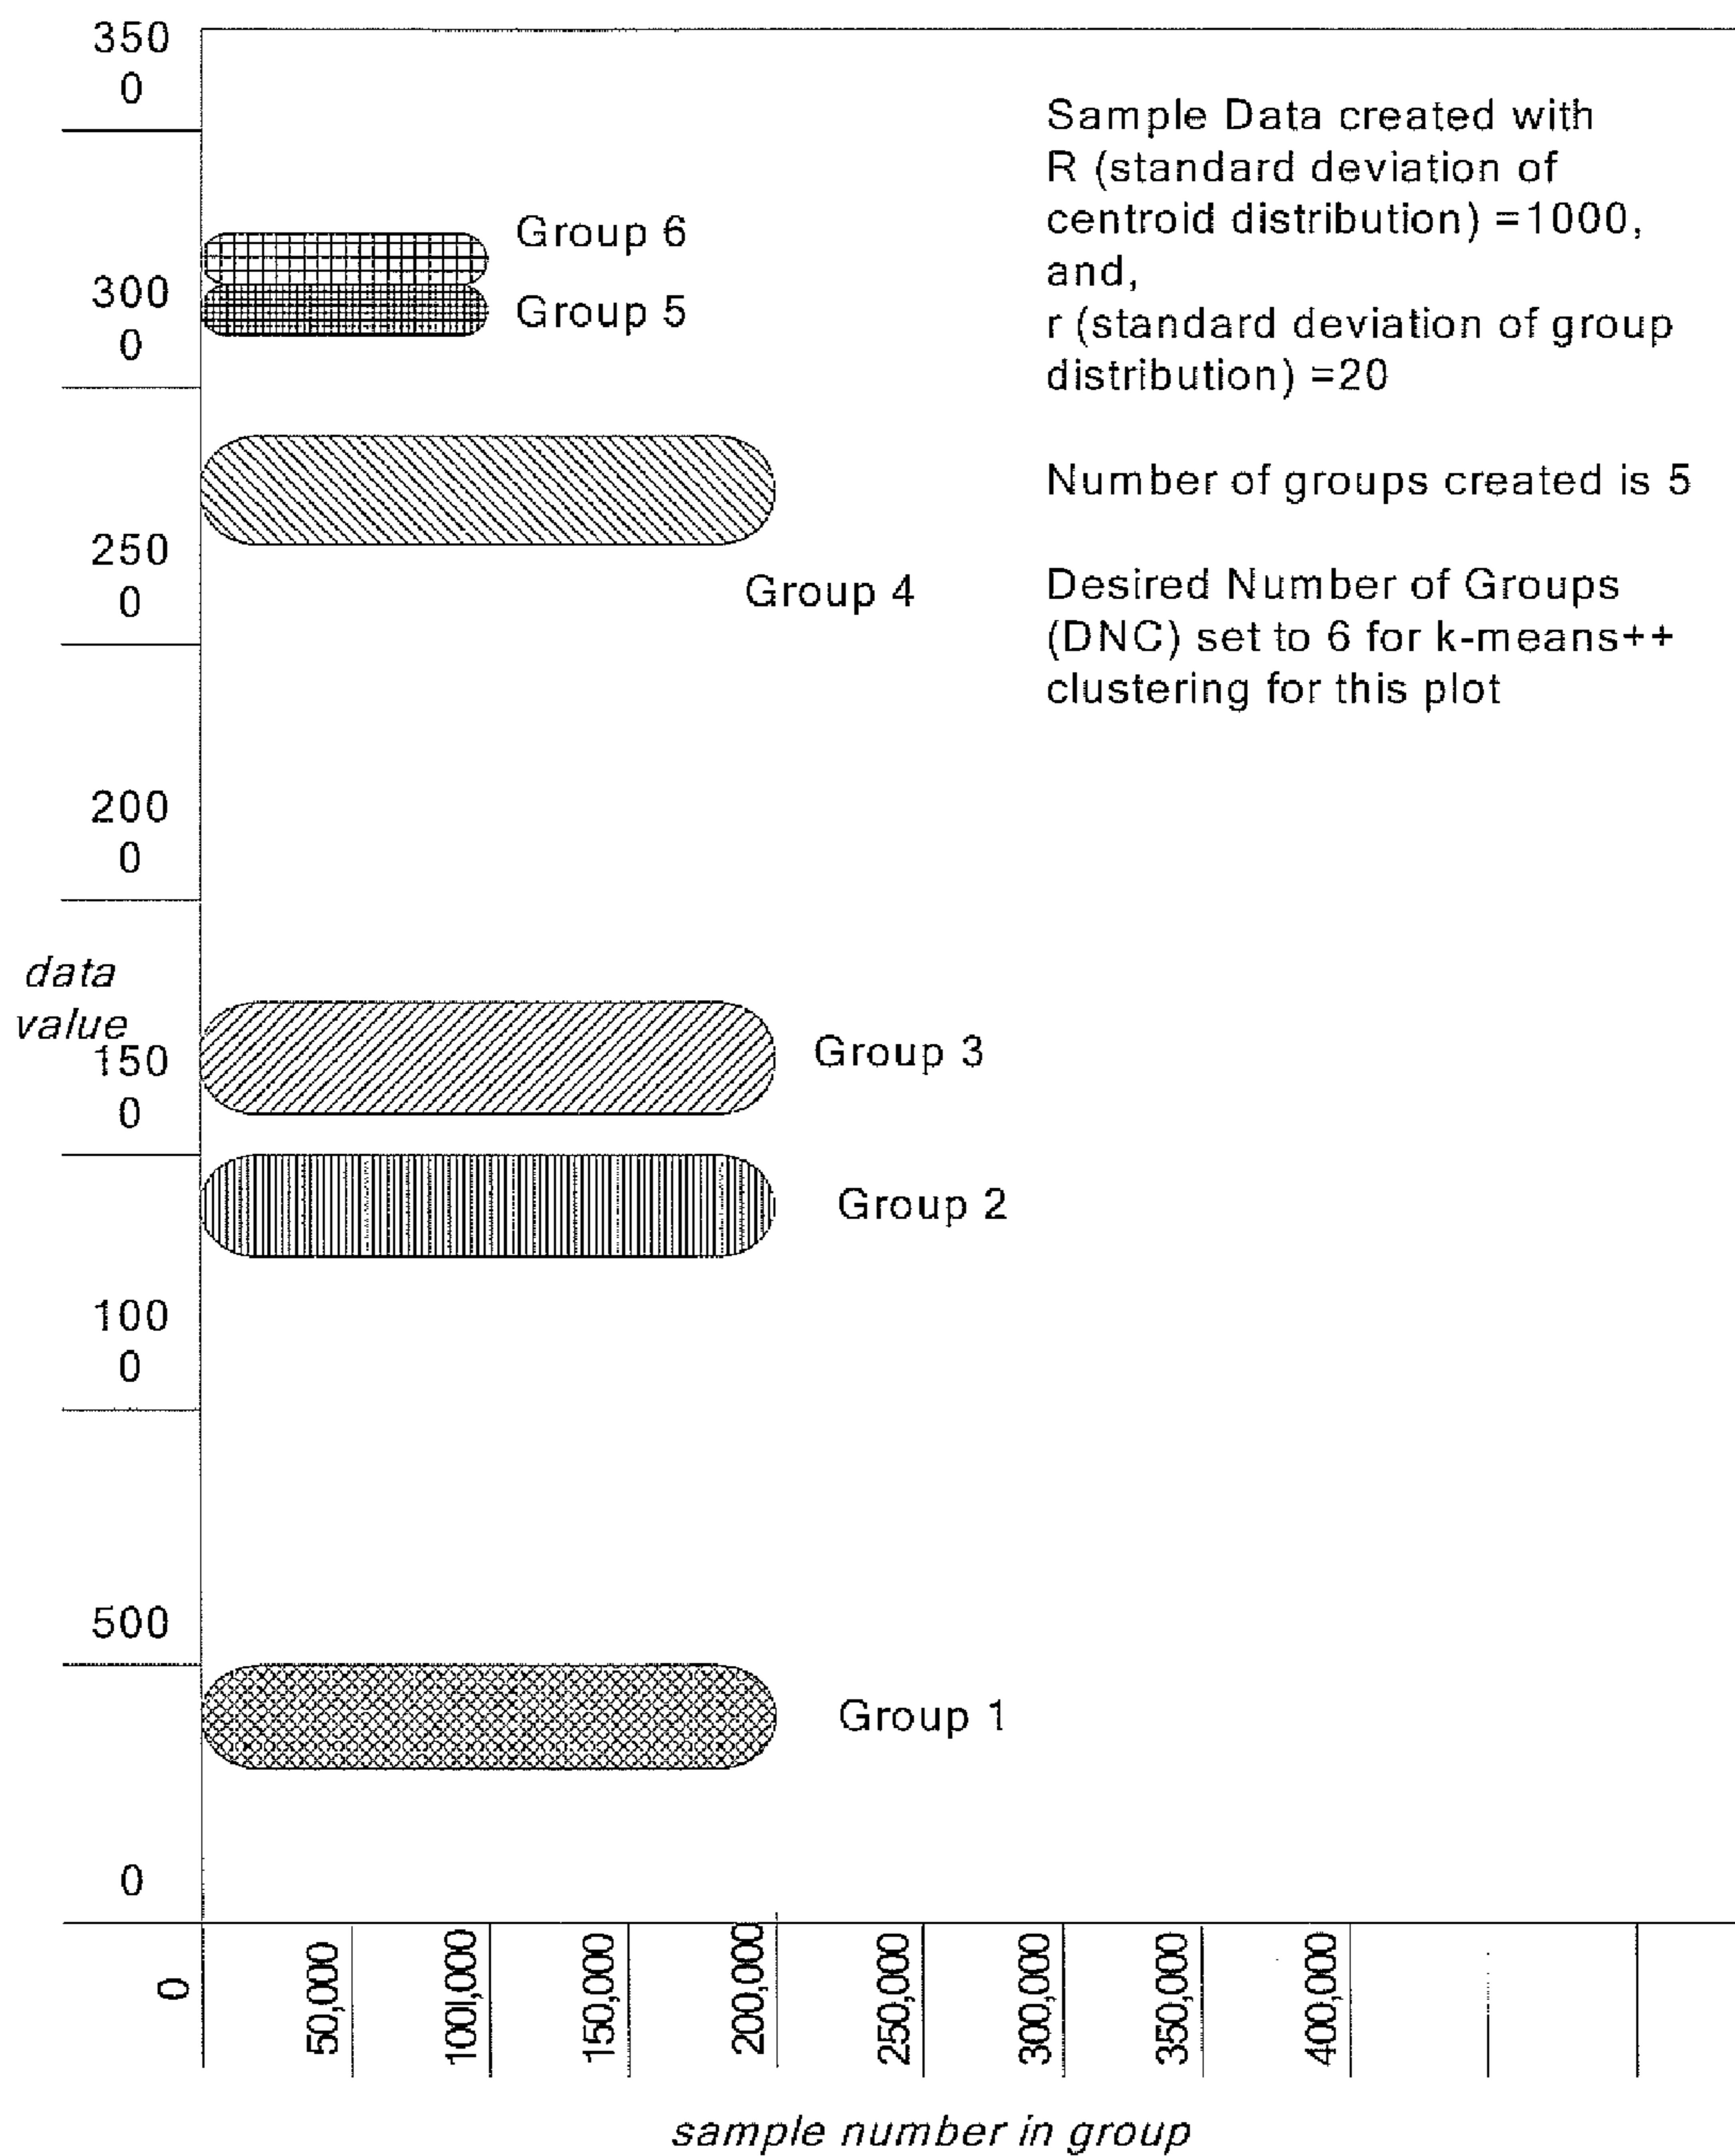 350
0
Sample Data created with
R (standard deviation of
centroid distribution) =1000,
and,
r (standard deviation of group
distribution) =20
Number of groups created is 5
Desired Number of Groups
(DNC) set to 6 for k-means++
clustering for this plot
Group 6
300
0
Group 5
250
0
Group 4
200
0
data
value
150
0
Group 3
Group 2
100
0
500
Group 1
0
0
50,000
100,000
150,000
200,000
250,000
300,000
350,000
400,000
sample number in group